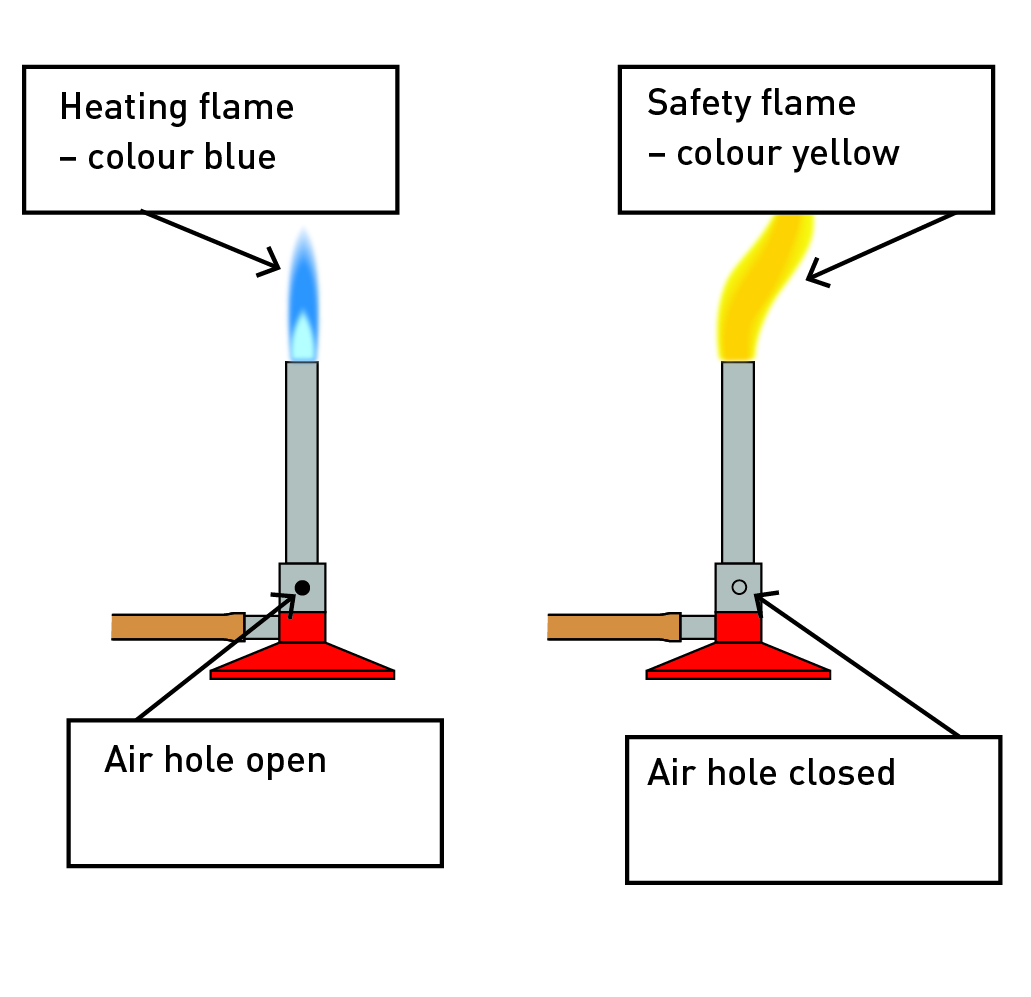 Heating flame
– colour blue
Safety flame
– colour yellow
Air hole open
Air hole closed